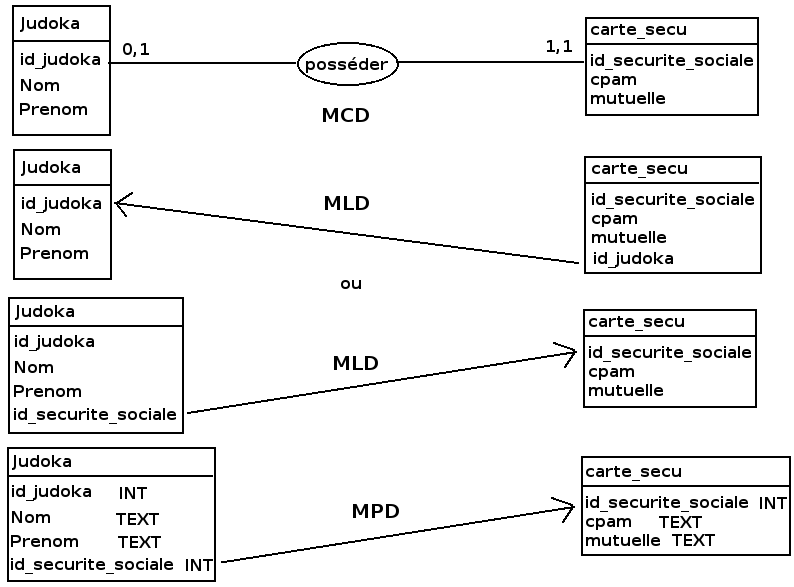 Judoka
id_judoka
Nom
Prenom
0,1
posséder
1,1
carte_secu
id_securite_sociale
cpam
mutuelle
MCD
Judoka
id_judoka
Nom
Prenom
MLD
carte_secu
id_securite_sociale
cpam
mutuelle
id_judoka
ou
Judoka
id_judoka
Nom
Prenom
id_securite_sociale
MLD
carte_secu
id_securite_sociale
cpam
mutuelle
Judoka
id_judoka INT
Nom TEXT
Prenom TEXT
id_securite_sociale INT
MPD
carte_secu
id_securite_sociale INT
cpam TEXT
mutuelle TEXT